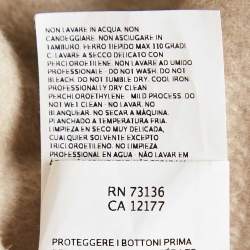 NON LAVARE IN ACQUA. NON
CANDEGGIARE. NON ASCIUGARE IN
TAMBURO. FERRO TIEPIDO MAX 110 GRADI
C. LAVARE A SECCO DELICATO CON
PERCLOROETILENE. NON LAVARE AD UMIDO
PROFESSIONALE - DO NOT WASH. DO NOT
BLEACH. DO NOT TUMBLE DRY. COOL IRON.
PROFESSIONALLY DRY CLEAN
PERCHLOROETHYLENE - MILD PROCESS. DO
NOT WET CLEAN - NO LAVAR. NO
BLANQUEAR. NO SECAR A MÁQUINA.
PLANCHADO A TEMPERATURA FRIA.
LIMPIEZA EN SECO MUY DELICADA,
CUALQUIER SOLVENTE EXCEPTO
TRICLOROETILENO. NO LIMPIEZA
PROFESSIONAL EN AGUA - NÃO LAVAR EM
RN 73136
CA 12177
PROTEGGERE I BOTTONI PRIMA